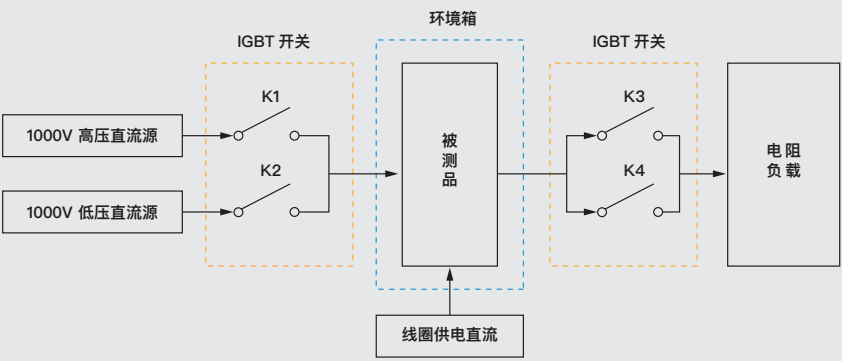 环境箱
IGBT 开关
IGBT 开关
K1
K3
1000V 高压直流源
被
测
品
电 阻
负 载
K2
K4
1000V 低压直流源
线圈供电直流